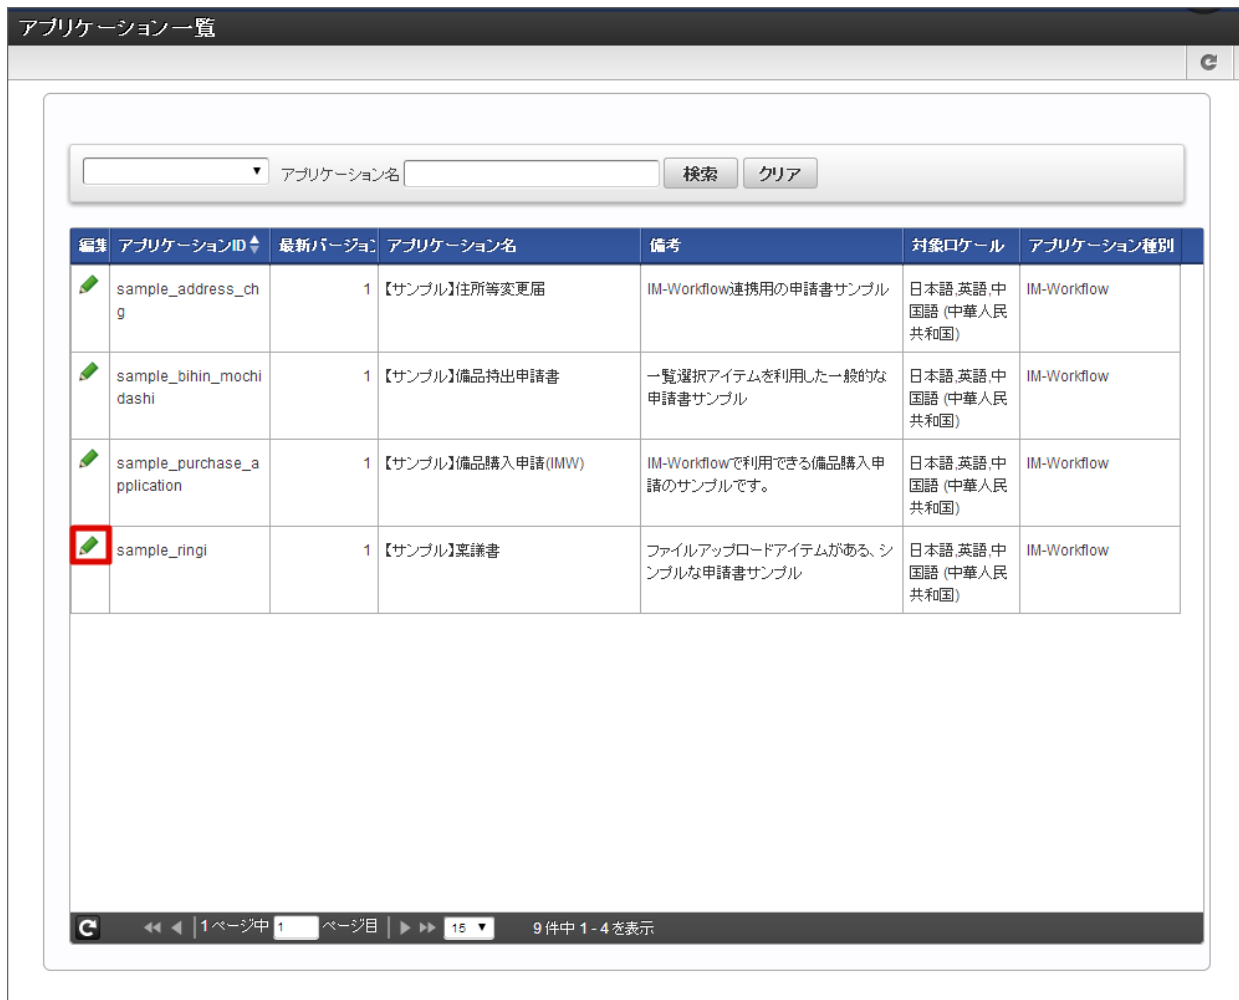 アプリケーション一覧
アプリケーション名
検索
クリア
編集 アプリケーションID 最新バージョン アプリケーション名 備考 対象ロケール アプリケーション種別
sample_address_ch 1 【サンプル】住所等変更届 IM-Workflow連携用の申請書サンプル 日本語,英語,中 IM-Workflow
g 国語 (中華人民
共和国)
sample_bihin_mochi 1 【サンプル】備品持出申請書 一覧選択アイテムを利用した一般的な 日本語,英語,中 IM-Workflow
dashi 申請書サンプル 国語 (中華人民
共和国)
sample_purchase_a 1 【サンプル】備品購入申請(IMW) IM-Workflowで利用できる備品購入申 日本語,英語,中 IM-Workflow
pplication 請のサンプルです。 国語 (中華人民
共和国)
sample_ringi 1 【サンプル】稟議書 ファイルアップロードアイテムがある、シ 日本語,英語,中 IM-Workflow
ンプルな申請書サンプル 国語 (中華人民
共和国)
1 ページ中 1 ページ目 15 9 件中 1 - 4 を表示